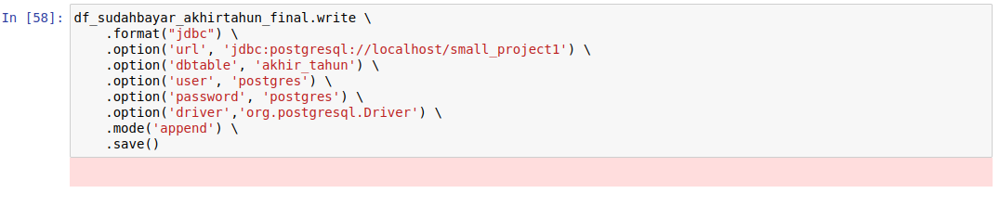 In [58]: df_sudahbayar_akhirtahun_final.write \
.format("jdbc") \
.option('url', 'jdbc:postgresql://localhost/small_project1') \
.option('dbtable', 'akhir_tahun') \
.option('user', 'postgres') \
.option('password', 'postgres') \
.option('driver','org.postgresql.Driver') \
.mode('append') \
.save()